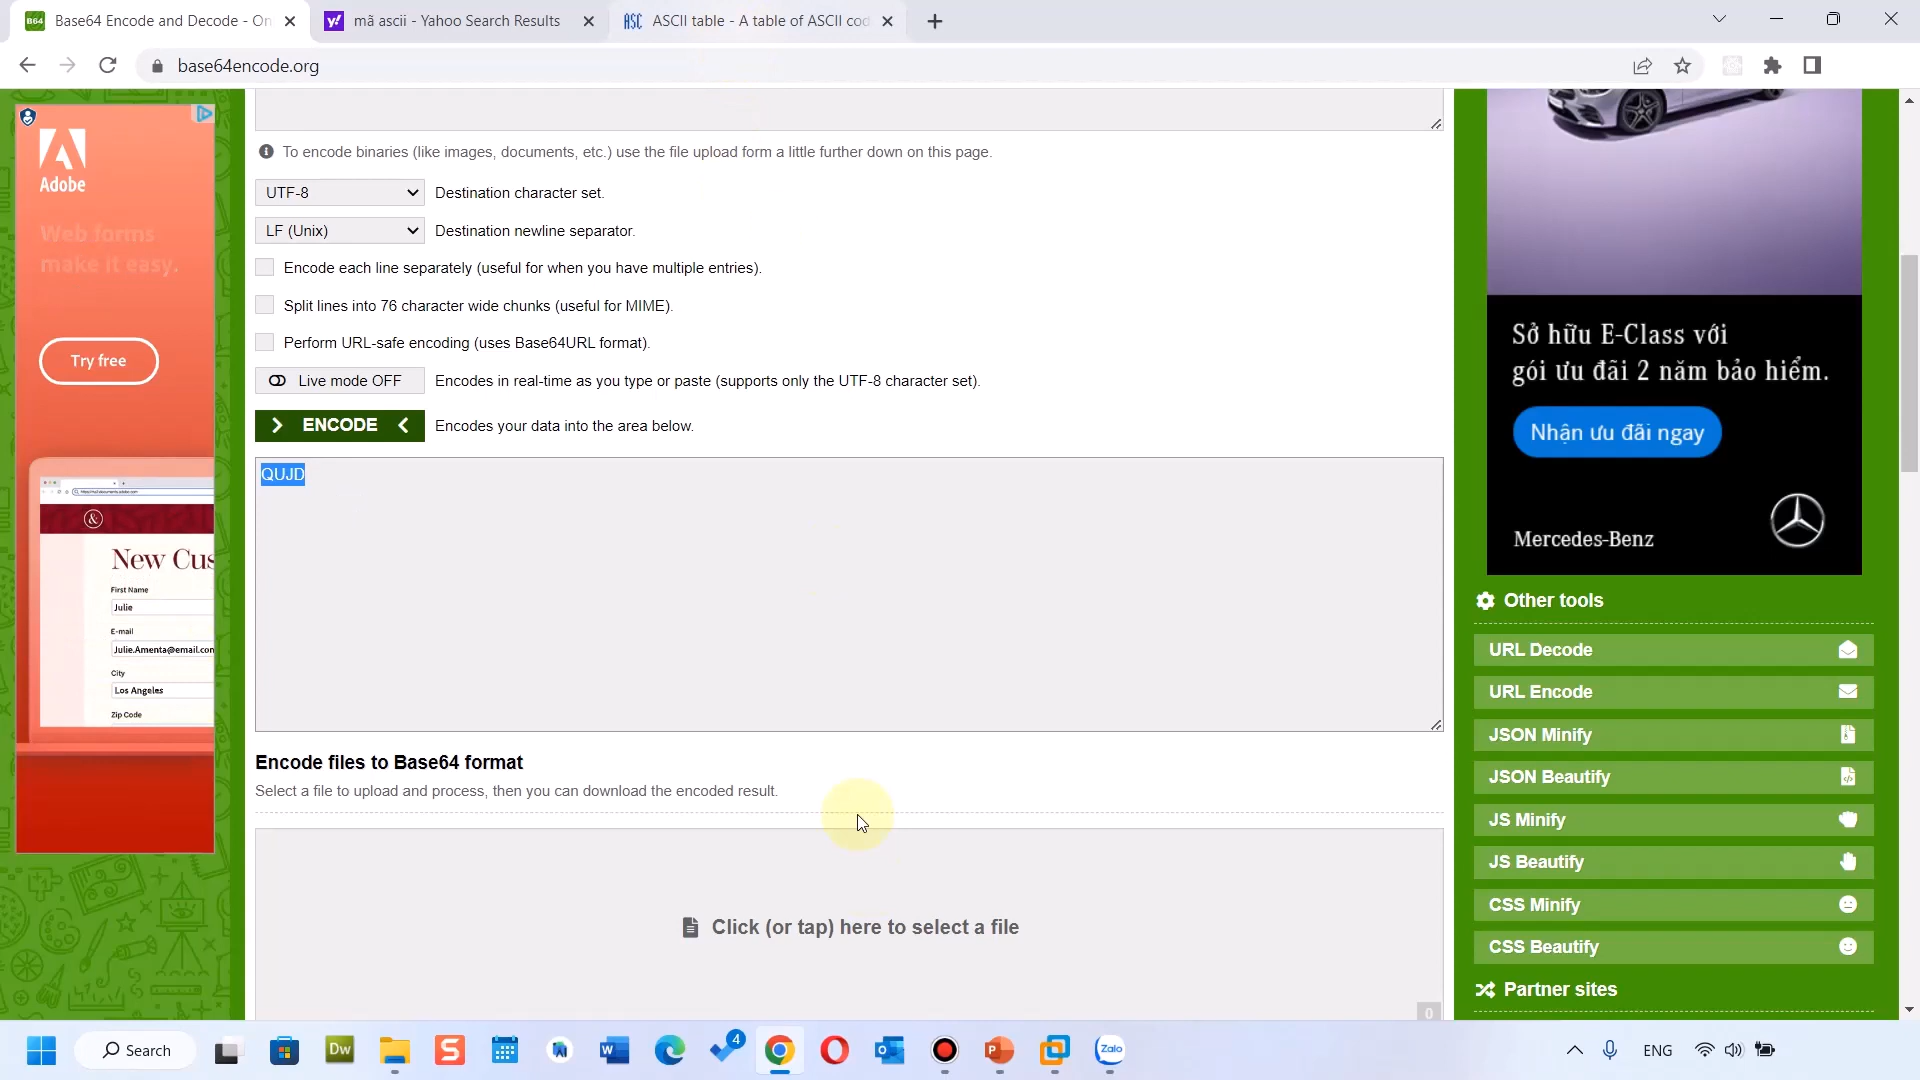 Base64 Encode and Decode - On
mã ascii - Yahoo Search Results
ASC ASCII table - A table of ASCII cod
base64encode.org
Adobe
Web forms
make it easy.
Try free
New Cus
First Name
Julie
E-mail
Julie.Amenta@email.com
City
Los Angeles
Zip Code
To encode binaries (like images, documents, etc.) use the file upload form a little further down on this page.
UTF-8 Destination character set.
LF (Unix) Destination newline separator.
Encode each line separately (useful for when you have multiple entries).
Split lines into 76 character wide chunks (useful for MIME).
Perform URL-safe encoding (uses Base64URL format).
Live mode OFF Encodes in real-time as you type or paste (supports only the UTF-8 character set).
ENCODE Encodes your data into the area below.
QUJD
Encode files to Base64 format
Select a file to upload and process, then you can download the encoded result.
Click (or tap) here to select a file
0
Sở hữu E-Class với
gói ưu đãi 2 năm bảo hiểm.
Nhận ưu đãi ngay
Mercedes-Benz
Other tools
URL Decode
URL Encode
JSON Minify
JSON Beautify
JS Minify
JS Beautify
CSS Minify
CSS Beautify
Partner sites
Search
Dw
4
Zalo
ENG